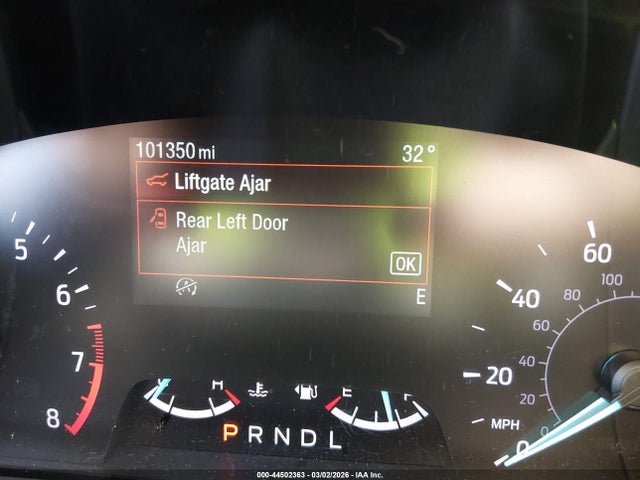 101350 mi 32°
Liftgate Ajar
Rear Left Door
Ajar
OK
E
5
6
7
8
H
E F
P R N D L
60
40
20
0
MPH
100
80
60
40
20
0
000-44502363 - 03/02/2026 - IAA Inc.